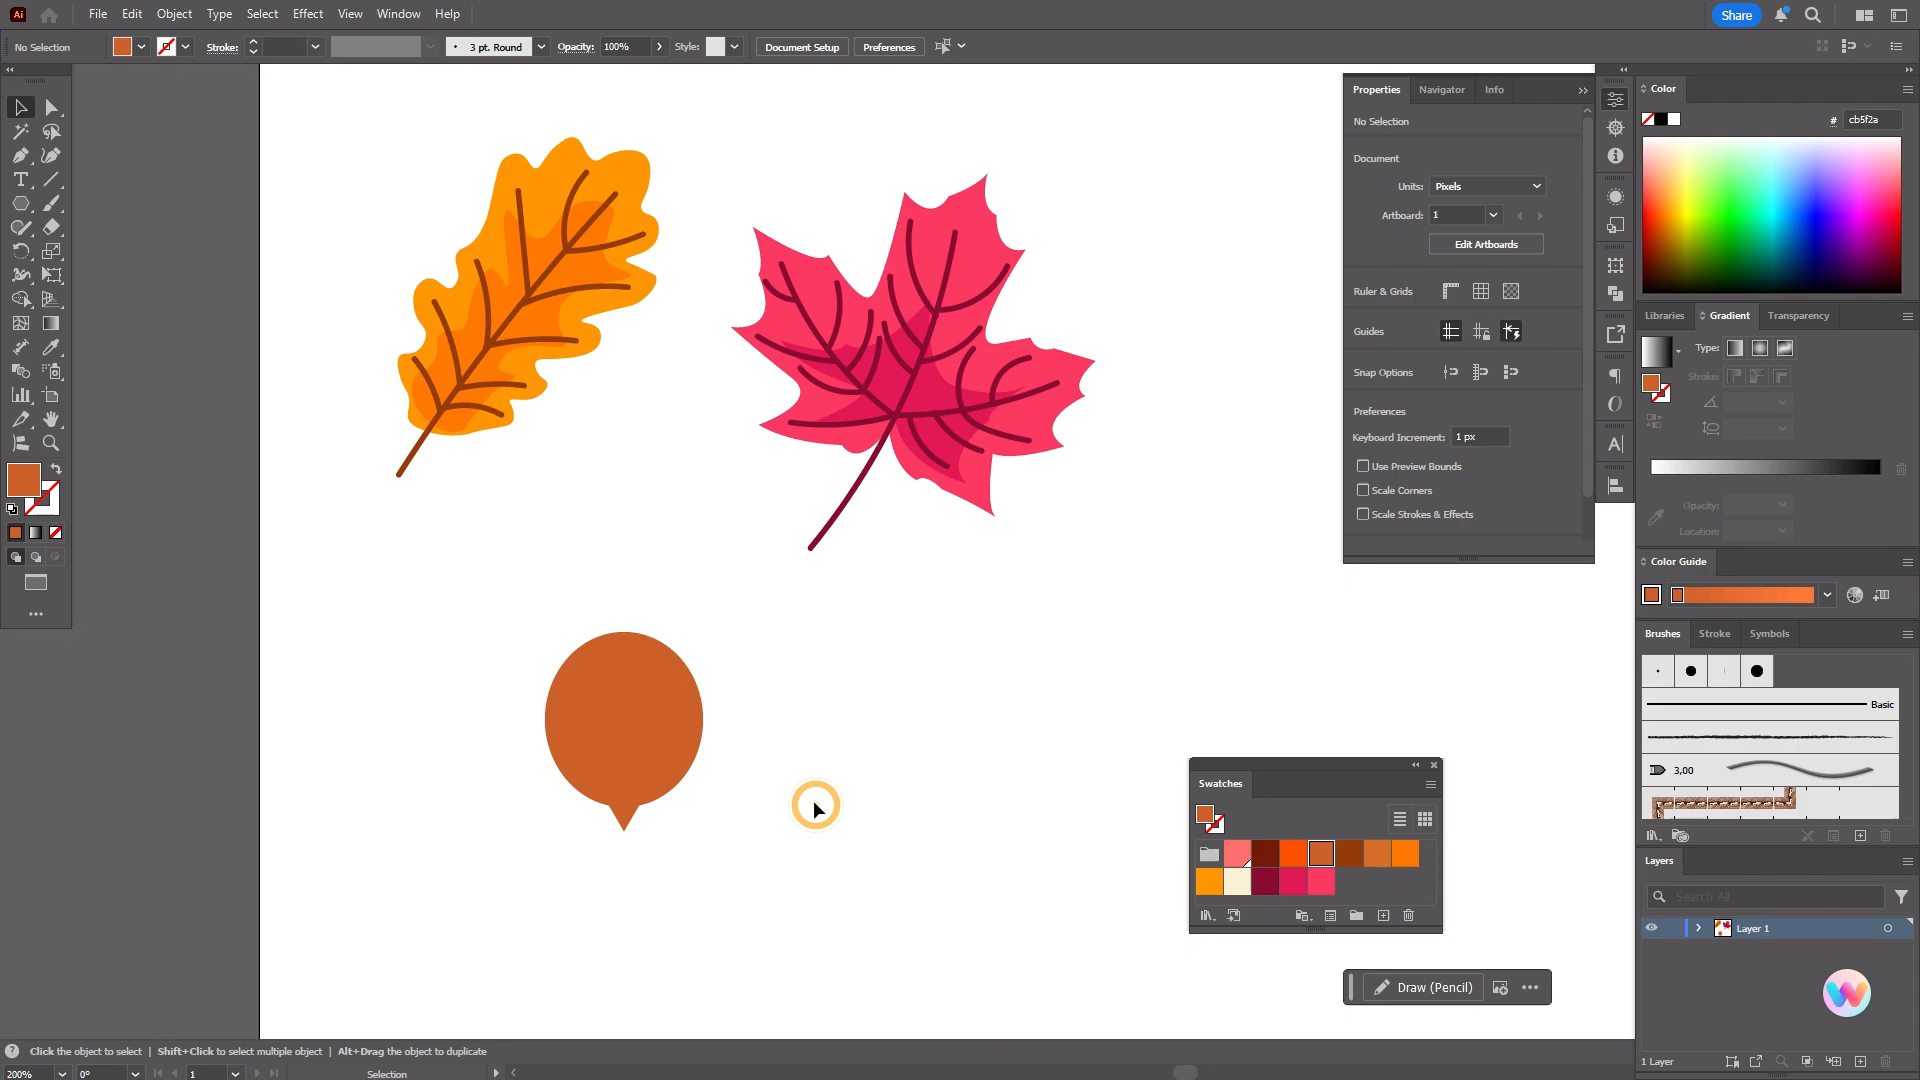 Ai File Edit Object Type Select Effect View Window Help Share
No Selection Stroke: 3 pt. Round Opacity: 100% Style: Document Setup Preferences
Properties Navigator Info
No Selection
Document
Units: Pixels
Artboard: 1
Edit Artboards
Ruler & Grids
Guides
Snap Options
Preferences
Keyboard Increment: 1 px
Use Preview Bounds
Scale Corners
Scale Strokes & Effects
Color
# cb5f2a
Libraries Gradient Transparency
Type:
Stroke:
Opacity:
Location:
Color Guide
Brushes Stroke Symbols
Basic
3,00
Layers
Search All
Layer 1
1 Layer
Swatches
Draw (Pencil)
Click the object to select | Shift+Click to select multiple object | Alt+Drag the object to duplicate
200% 0° 1 Selection